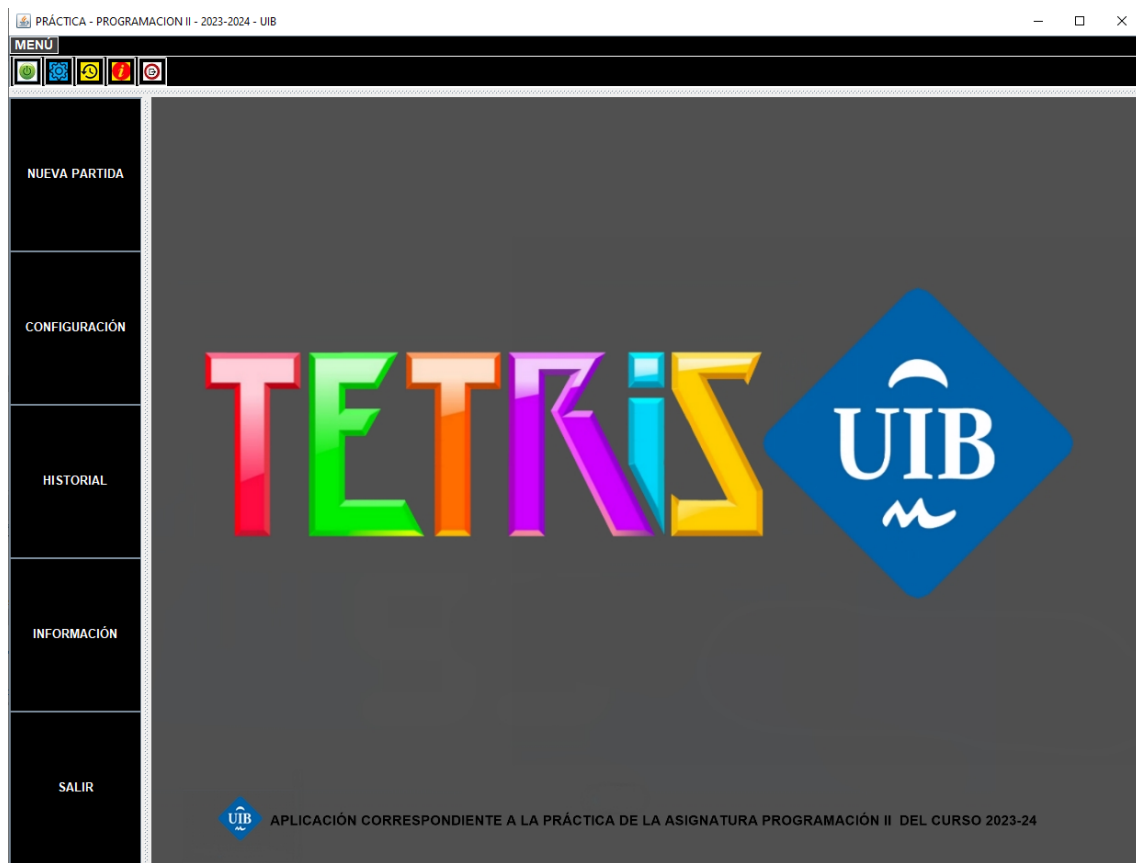 PRÁCTICA - PROGRAMACION II - 2023-2024 - UIB
MENÚ
NUEVA PARTIDA
CONFIGURACIÓN
HISTORIAL
INFORMACIÓN
SALIR
TETRiS
UIB
UIB
APLICACIÓN CORRESPONDIENTE A LA PRÁCTICA DE LA ASIGNATURA PROGRAMACIÓN II DEL CURSO 2023-24